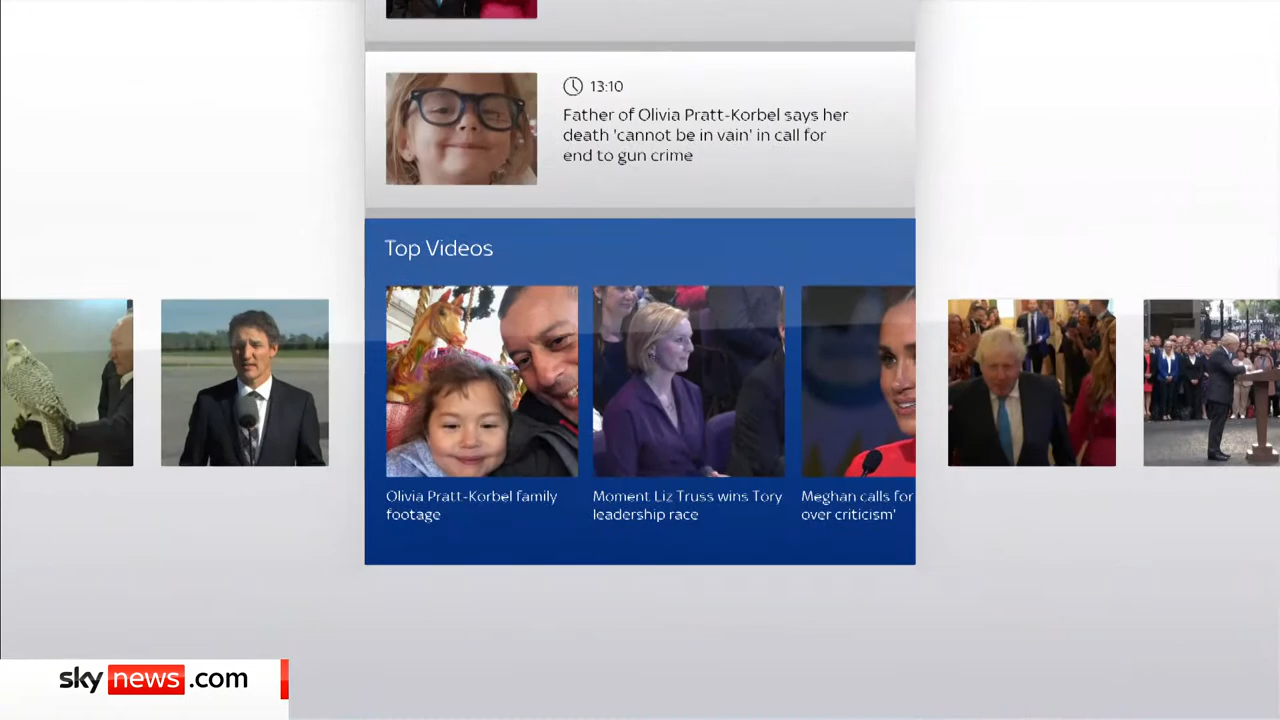 13:10
Father of Olivia Pratt-Korbel says her
death 'cannot be in vain' in call for
end to gun crime
Top Videos
Olivia Pratt-Korbel family
footage
Moment Liz Truss wins Tory
leadership race
Meghan calls for
over criticism'
sky news .com